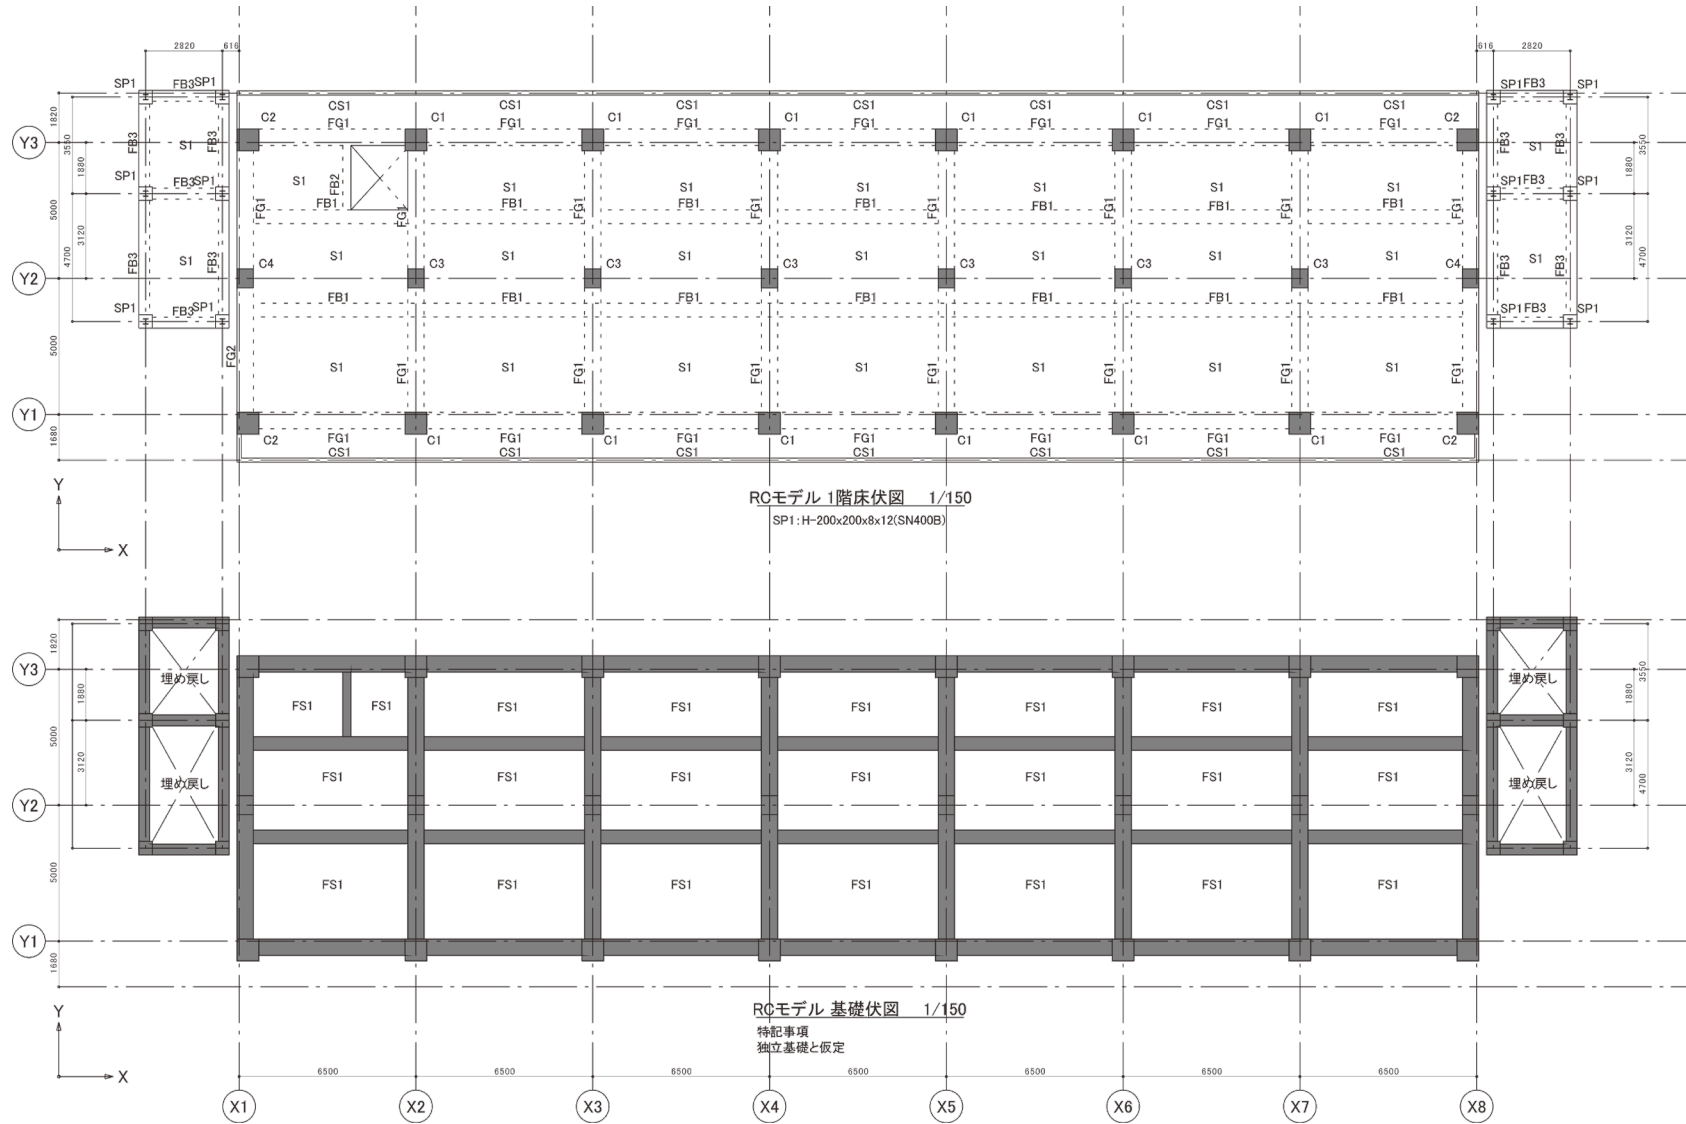 2820 616 616 2820
SP1 FB3 SP1 SP1 FB3 SP1
CS1 CS1 CS1 CS1 CS1 CS1 CS1
1820 C2 FG1 C1 FG1 C1 FG1 C1 FG1 C1 FG1 C1 FG1 C1 FG1 C2
Y3 3550 FB3 S1 FB3 FB3 S1 FB3 3550
1880 SP1 FB3 SP1 S1 FB2 S1 S1 S1 S1 S1 S1 SP1 FB3 SP1 1880
5000 FG1 FB1 FG1 FB1 FG1 FB1 FG1 FB1 FG1 FB1 FG1 FB1 FG1 FB1 FG1
3120 4700 FB3 S1 FB3 S1 S1 S1 S1 S1 S1 S1 FB3 S1 FB3 3120 4700
Y2 C4 C3 C3 C3 C3 C3 C3 C4
SP1 FB3 SP1 FB1 FB1 FB1 FB1 FB1 FB1 FB1 SP1 FB3 SP1
5000 FG2 S1 FG1 S1 FG1 S1 FG1 S1 FG1 S1 FG1 S1 FG1 S1 FG1
Y1
1680 C2 FG1 C1 FG1 C1 FG1 C1 FG1 C1 FG1 C1 FG1 C1 FG1 C2
CS1 CS1 CS1 CS1 CS1 CS1 CS1
Y
X
RCモデル 1階床伏図 1/150
SP1:H-200x200x8x12(SN400B)
1820
Y3 埋め戻し 埋め戻し 3550
1880 FS1 FS1 FS1 FS1 FS1 FS1 FS1 FS1 1880
5000
3120 埋め戻し FS1 FS1 FS1 FS1 FS1 FS1 FS1 埋め戻し 3120 4700
Y2
5000 FS1 FS1 FS1 FS1 FS1 FS1 FS1
Y1
1680
Y
X
RCモデル 基礎伏図 1/150
特記事項
独立基礎と仮定
6500 6500 6500 6500 6500 6500 6500
X1 X2 X3 X4 X5 X6 X7 X8